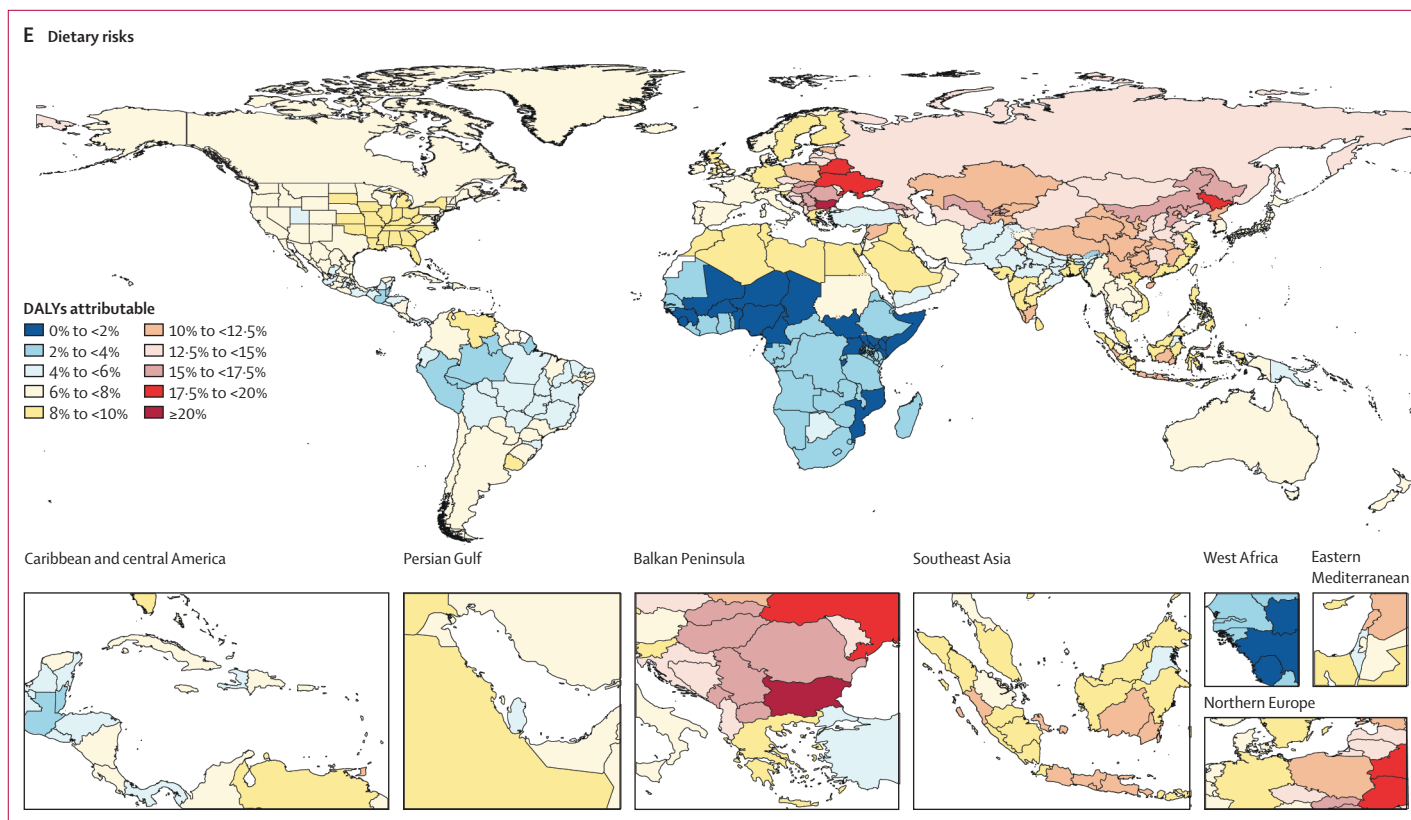 E Dietary risks
DALYs attributable
0% to <2%
2% to <4%
4% to <6%
6% to <8%
8% to <10%
10% to <12·5%
12·5% to <15%
15% to <17·5%
17·5% to <20%
≥20%
Caribbean and central America
Persian Gulf
Balkan Peninsula
Southeast Asia
West Africa
Eastern
Mediterranean
Northern Europe